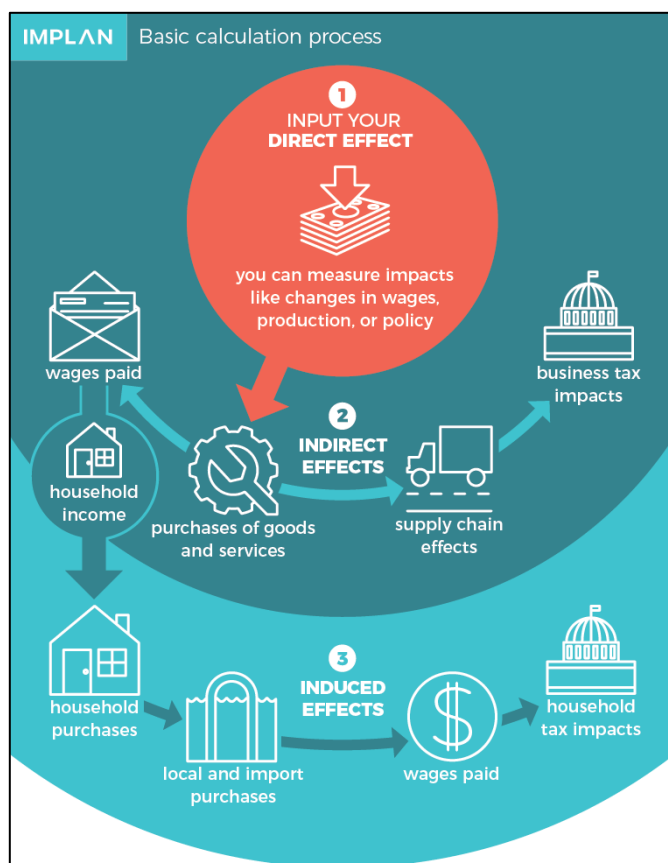 IMPLAN Basic calculation process
1
INPUT YOUR
DIRECT EFFECT
you can measure impacts
like changes in wages,
production, or policy
wages paid
business tax
impacts
2
INDIRECT
EFFECTS
household
income
purchases of goods
and services
supply chain
effects
3
INDUCED
EFFECTS
household
purchases
local and import
purchases
wages paid
household
tax impacts